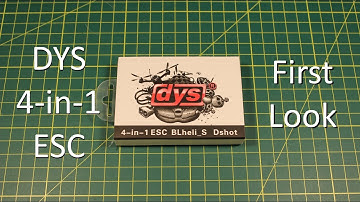 DYS
4-in-1
ESC
dys
4-in-1 ESC BLheli_S Dshot
First
Look